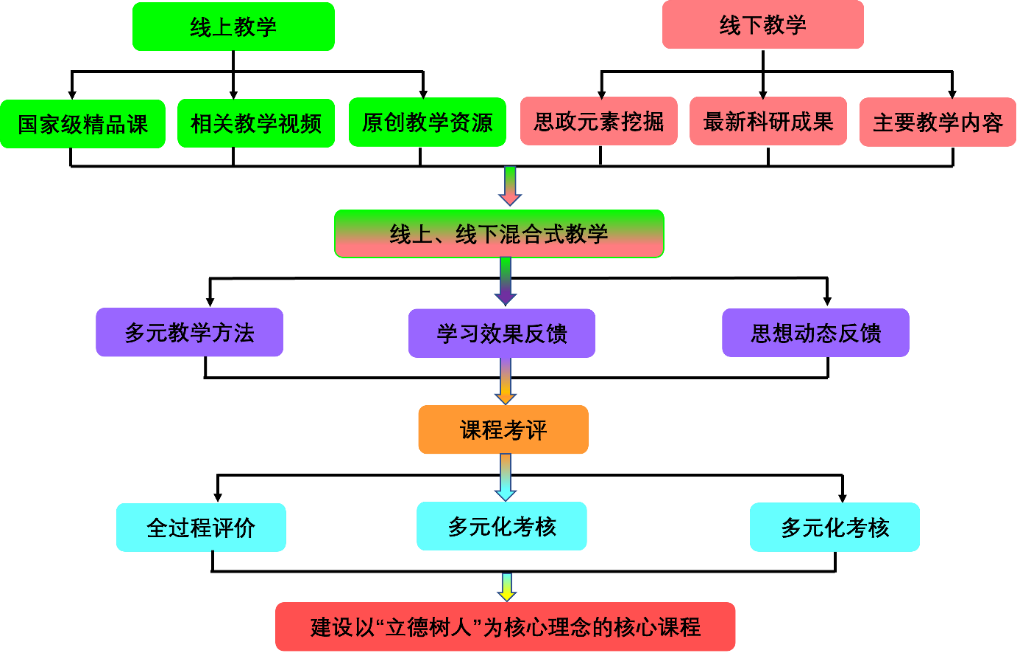 线上教学
线下教学
国家级精品课
相关教学视频
原创教学资源
思政元素挖掘
最新科研成果
主要教学内容
线上、线下混合式教学
多元教学方法
学习效果反馈
思想动态反馈
课程考评
全过程评价
多元化考核
多元化考核
建设以“立德树人”为核心理念的核心课程